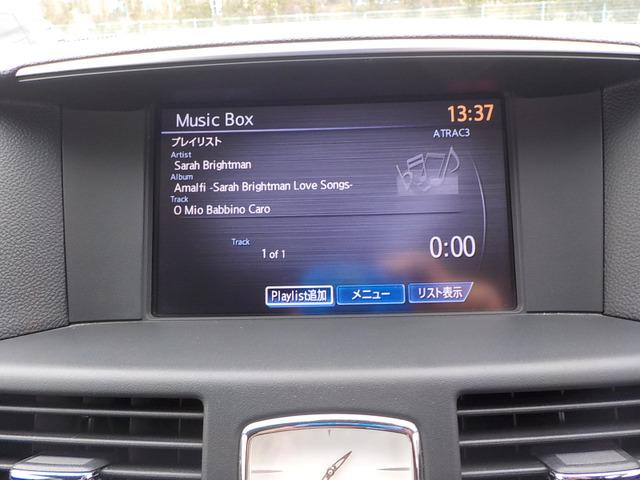 Music Box
13:37
ATRAC3
プレイリスト
Artist
Sarah Brightman
Album
Amalfi -Sarah Brightman Love Songs-
Track
O Mio Babbino Caro
Track
1 of 1
0:00
Playlist追加
メニュー
リスト表示